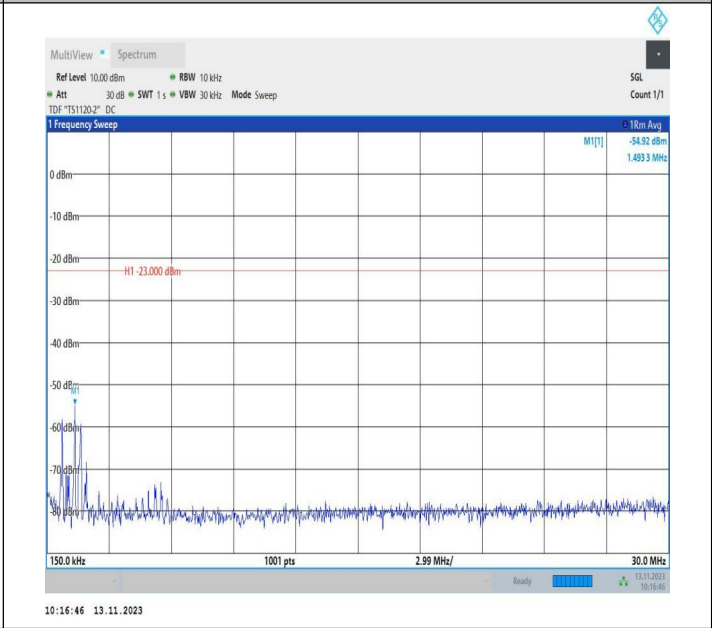 R S
MultiView Spectrum
Ref Level 10.00 dBm RBW 10 kHz SGL
Att 30 dB SWT 1 s VBW 30 kHz Mode Sweep Count 1/1
TDF "TS1120-2" DC
1 Frequency Sweep 1Rm Avg
M1[1] -54.92 dBm
1.493 3 MHz
0 dBm
-10 dBm
-20 dBm
H1 -23.000 dBm
-30 dBm
-40 dBm
-50 dBm
M1
-60 dBm
-70 dBm
-80 dBm
150.0 kHz 1001 pts 2.99 MHz/ 30.0 MHz
Ready 13.11.2023
10:16:46
10:16:46 13.11.2023